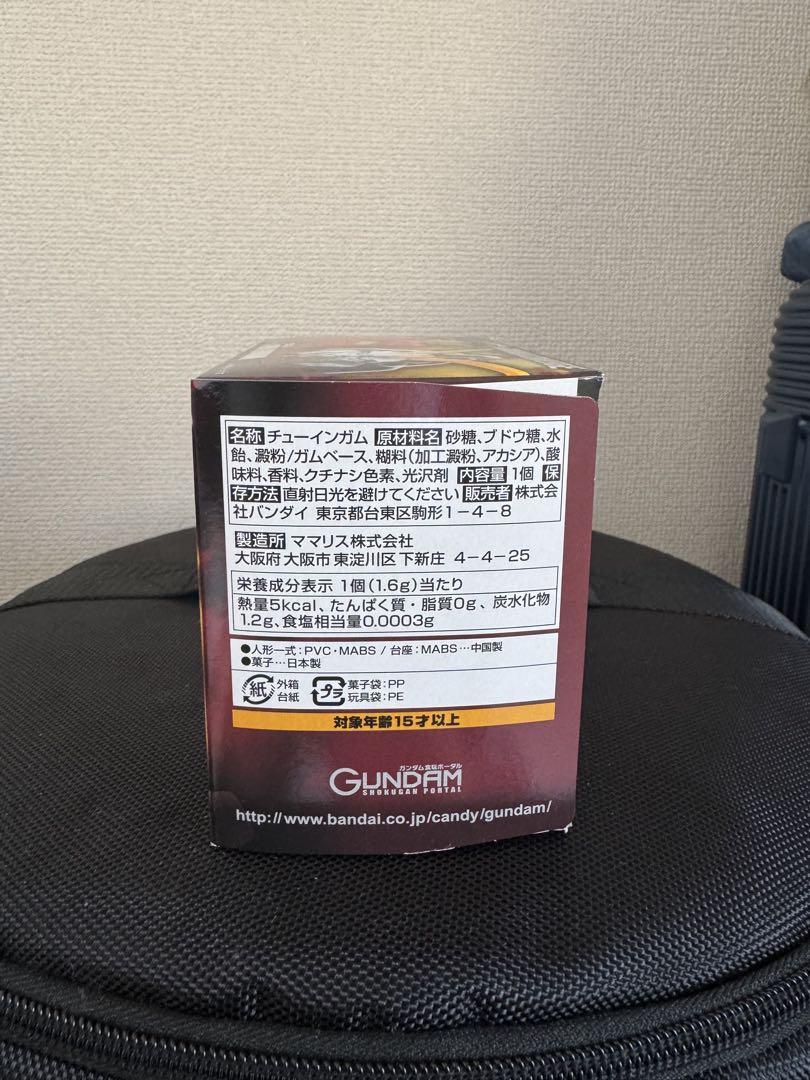 名称 チューインガム 原材料名 砂糖、ブドウ糖、水
飴、澱粉/ガムベース、糊料(加工澱粉、アカシア)、酸
味料、香料、クチナシ色素、光沢剤 内容量 1個 保
存方法 直射日光を避けてください 販売者 株式会
社バンダイ 東京都台東区駒形1-4-8
製造所 ママリス株式会社
大阪府大阪市東淀川区下新庄 4-4-25
栄養成分表示 1個(1.6g)当たり
熱量5kcal、たんぱく質・脂質0g、炭水化物
1.2g、食塩相当量0.0003g
●人形一式:PVC・MABS / 台座:MABS…中国製
●菓子…日本製
紙 外箱
台紙
プラ 菓子袋:PP
玩具袋:PE
対象年齢15才以上
ガンダム食玩ポータル
GUNDAM
SHOKUGAN PORTAL
http://www.bandai.co.jp/candy/gundam/